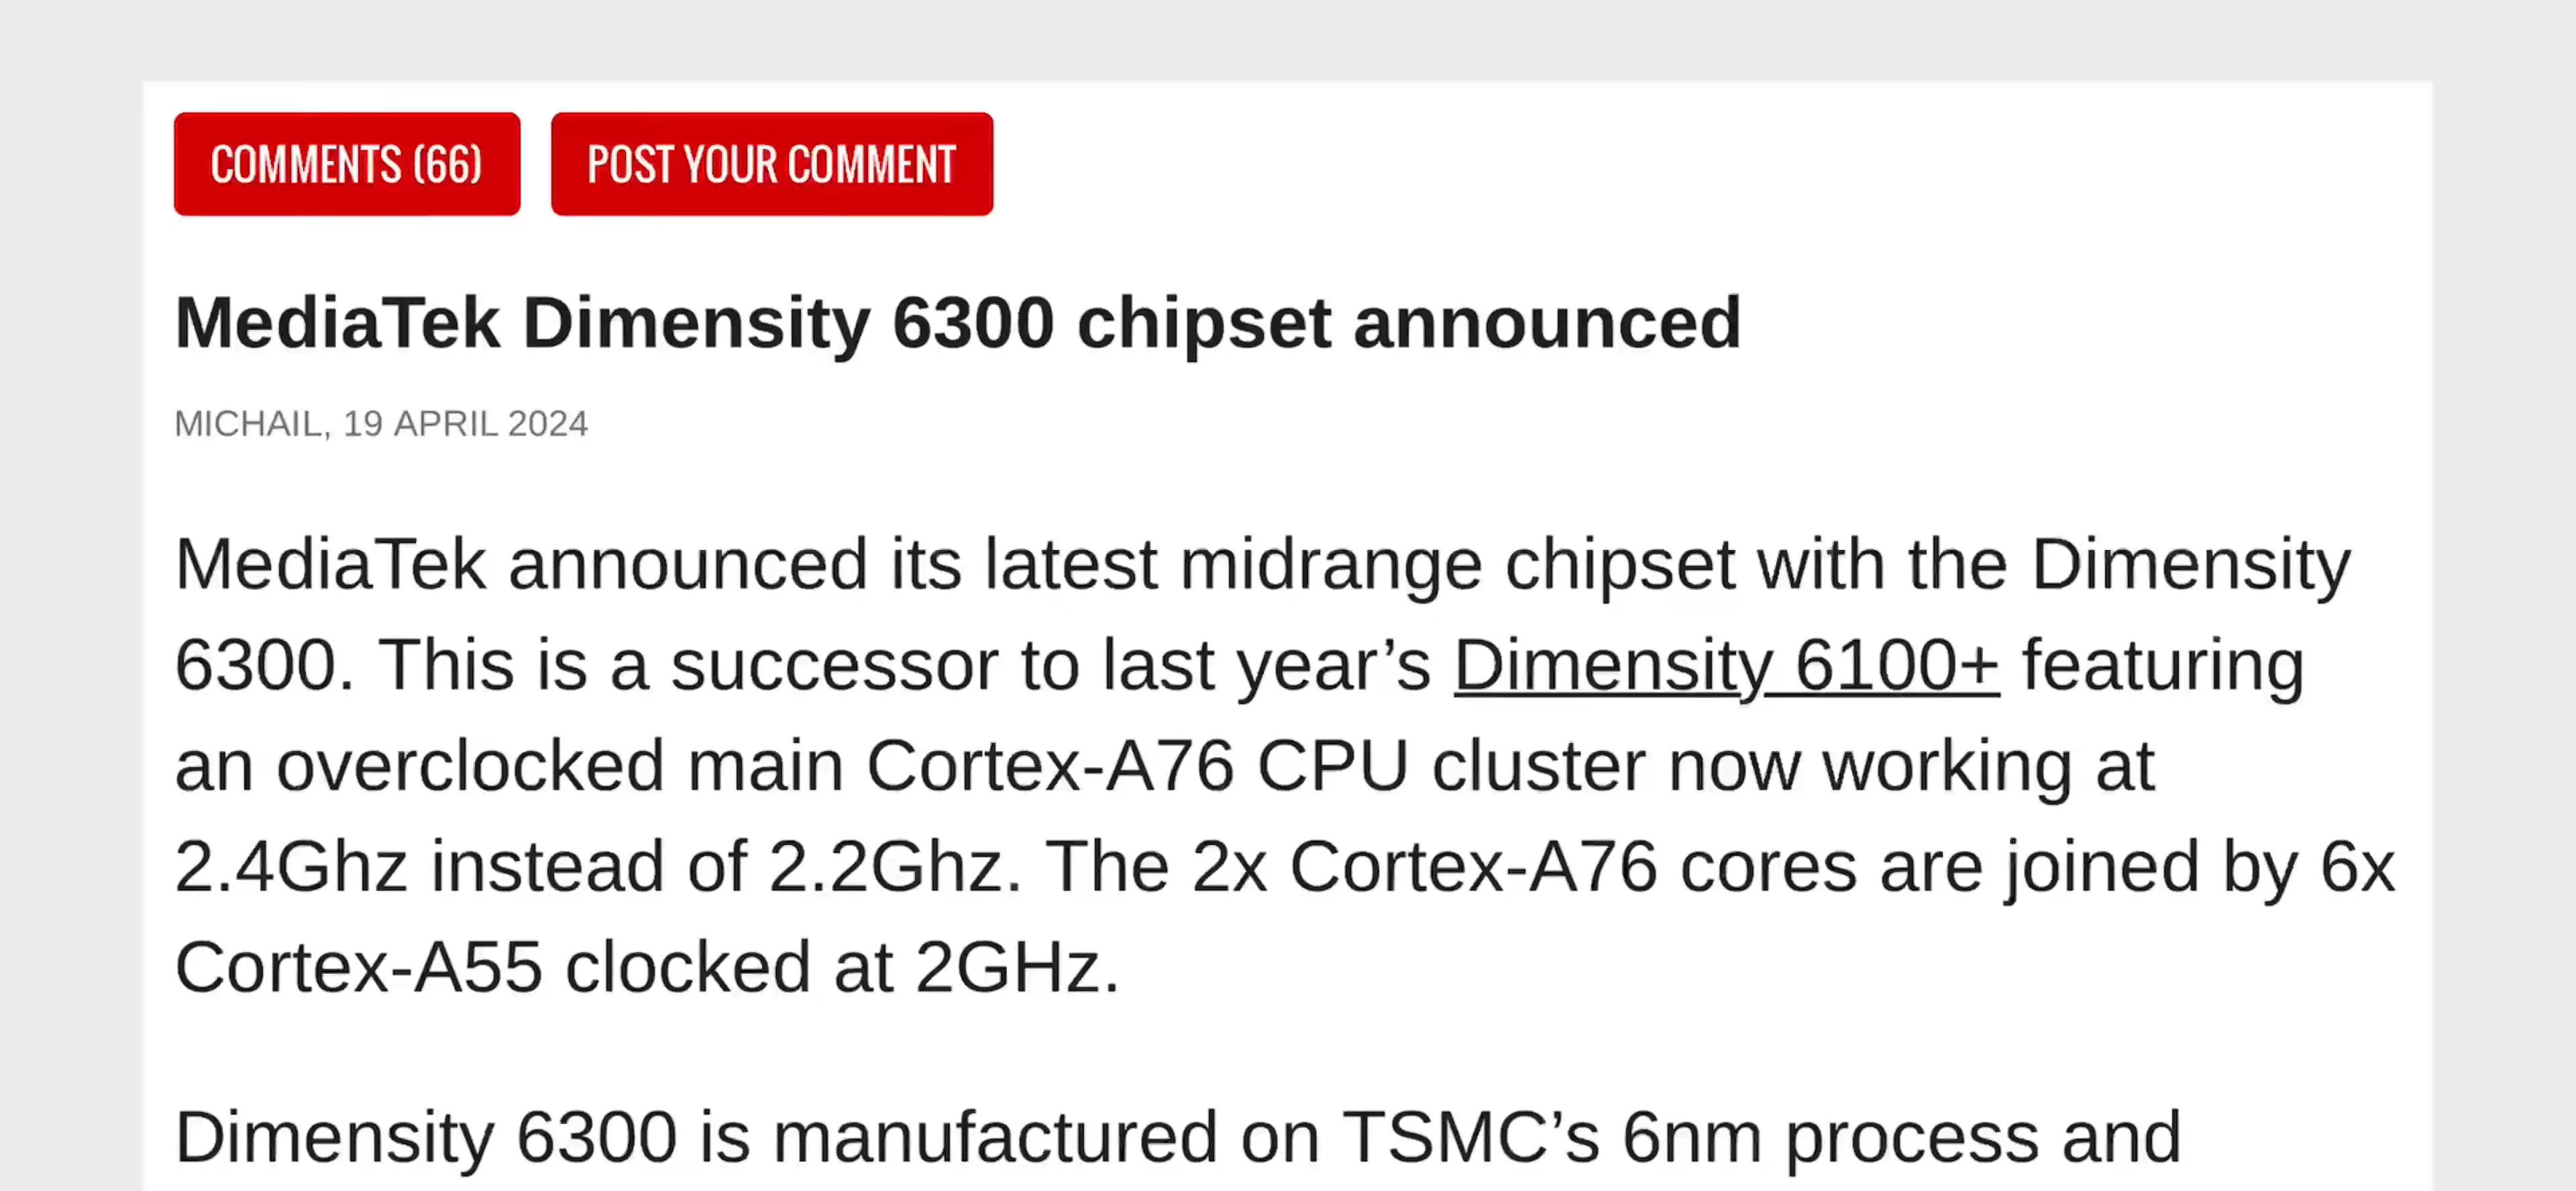 COMMENTS (66) POST YOUR COMMENT
MediaTek Dimensity 6300 chipset announced
MICHAIL, 19 APRIL 2024
MediaTek announced its latest midrange chipset with the Dimensity
6300. This is a successor to last year’s Dimensity 6100+ featuring
an overclocked main Cortex-A76 CPU cluster now working at
2.4Ghz instead of 2.2Ghz. The 2x Cortex-A76 cores are joined by 6x
Cortex-A55 clocked at 2GHz.
Dimensity 6300 is manufactured on TSMC’s 6nm process and